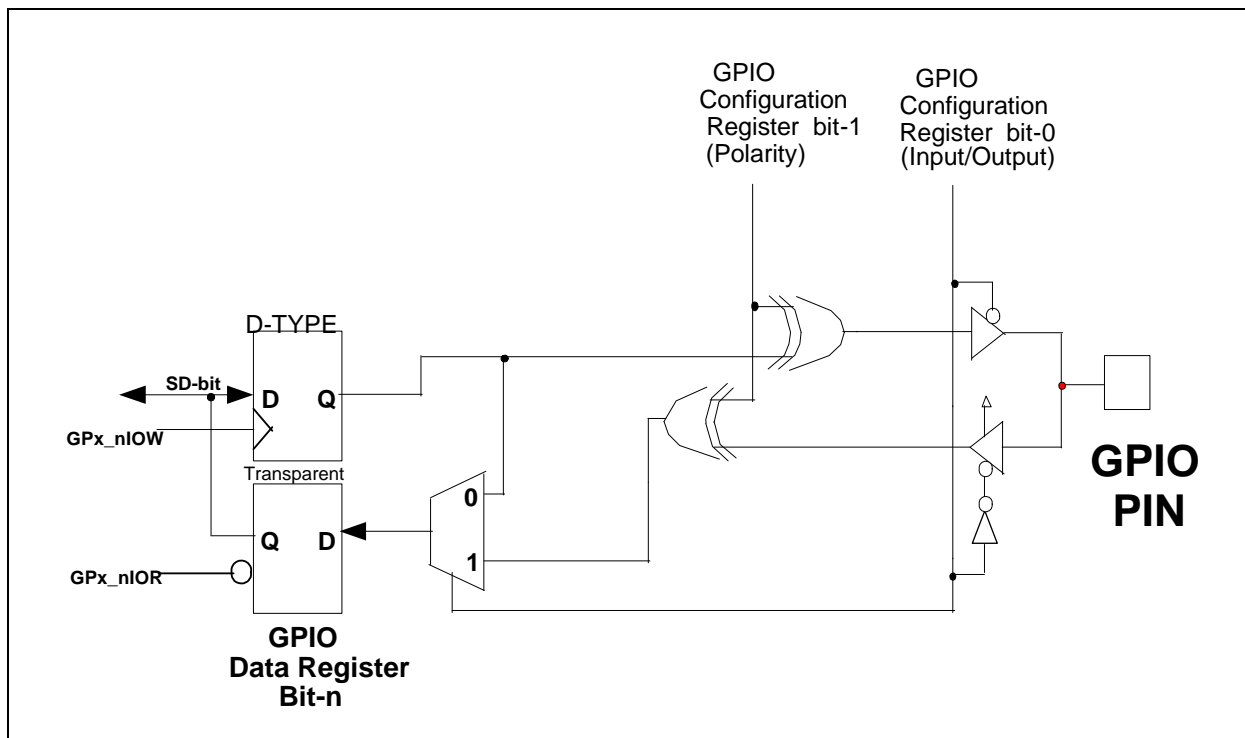 GPIO
Configuration
Register bit-1
(Polarity)
GPIO
Configuration
Register bit-0
(Input/Output)
D-TYPE
SD-bit
D
Q
GPx_nIOW
Transparent
0
Q
D
1
GPx_nIOR
GPIO
PIN
GPIO
Data Register
Bit-n